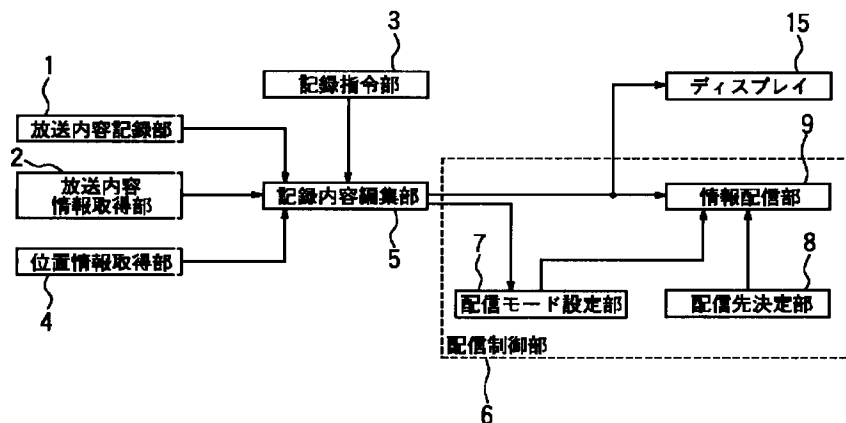 3
記録指令部
15
ディスプレイ
1
放送内容記録部
2
放送内容
情報取得部
記録内容編集部
5
9
情報配信部
位置情報取得部
4
7
配信モード設定部
8
配信先決定部
配信制御部
6